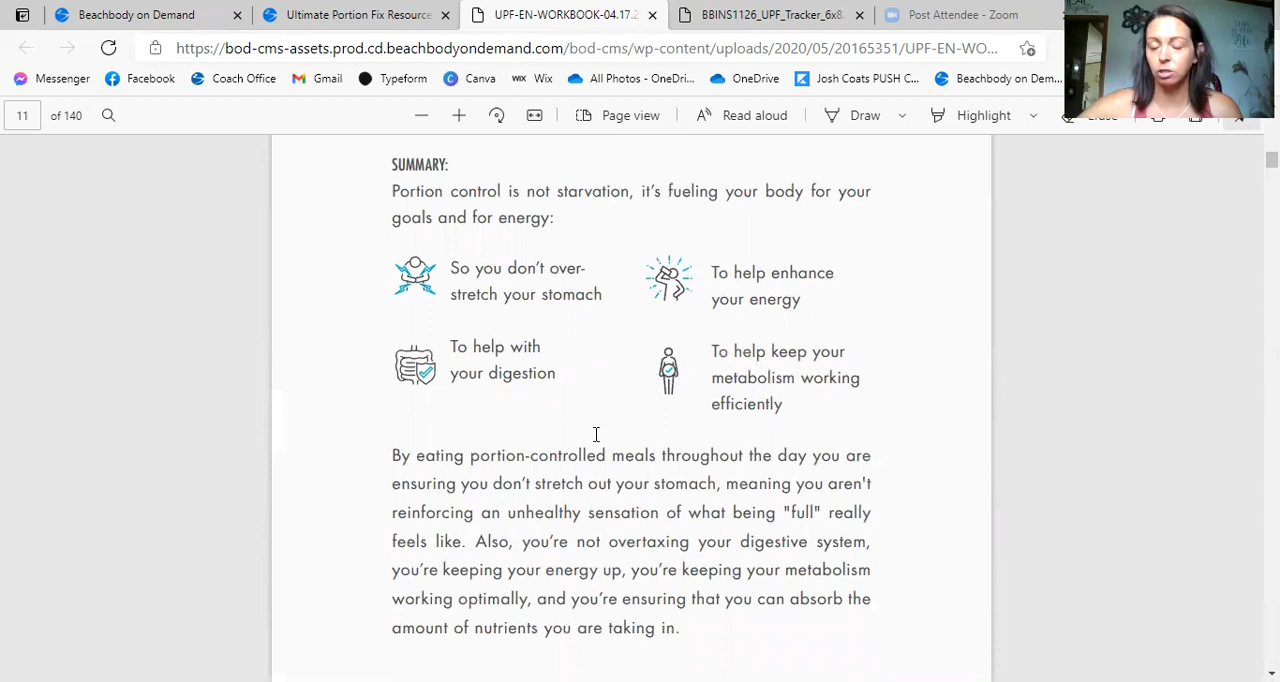 Beachbody on Demand
Ultimate Portion Fix Resource
UPF-EN-WORKBOOK-04.17.2
BBINS1126_UPF_Tracker_6x8.
Post Attendee - Zoom
https://bod-cms-assets.prod.cd.beachbodyondemand.com/bod-cms/wp-content/uploads/2020/05/20165351/UPF-EN-WO...
Messenger
Facebook
Coach Office
Gmail
Typeform
Canva
WIX Wix
All Photos - OneDri...
OneDrive
Josh Coats PUSH C...
Beachbody on Dem...
11 of 140
Page view
Read aloud
Draw
Highlight
SUMMARY:
Portion control is not starvation, it's fueling your body for your
goals and for energy:
So you don't over-
stretch your stomach
To help enhance
your energy
To help with
your digestion
To help keep your
metabolism working
efficiently
By eating portion-controlled meals throughout the day you are
ensuring you don't stretch out your stomach, meaning you aren't
reinforcing an unhealthy sensation of what being "full" really
feels like. Also, you're not overtaxing your digestive system,
you're keeping your energy up, you're keeping your metabolism
working optimally, and you're ensuring that you can absorb the
amount of nutrients you are taking in.